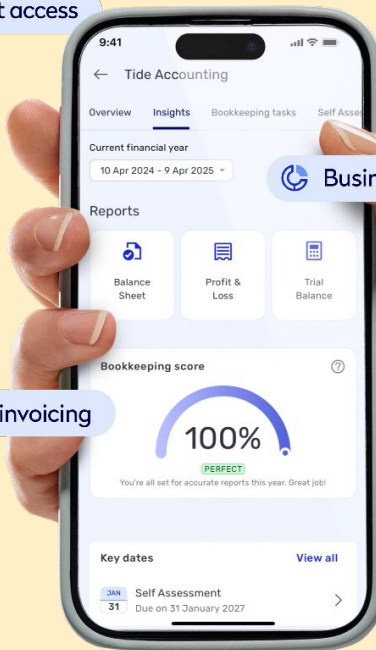 t access
9:41
Tide Accounting
Overview Insights Bookkeeping tasks Self Asse
Current financial year
10 Apr 2024 - 9 Apr 2025
Busin
Reports
Balance Sheet
Profit & Loss
Trial Balance
Bookkeeping score
100%
PERFECT
You're all set for accurate reports this year. Great job!
invoicing
Key dates View all
JAN 31
Self Assessment
Due on 31 January 2027